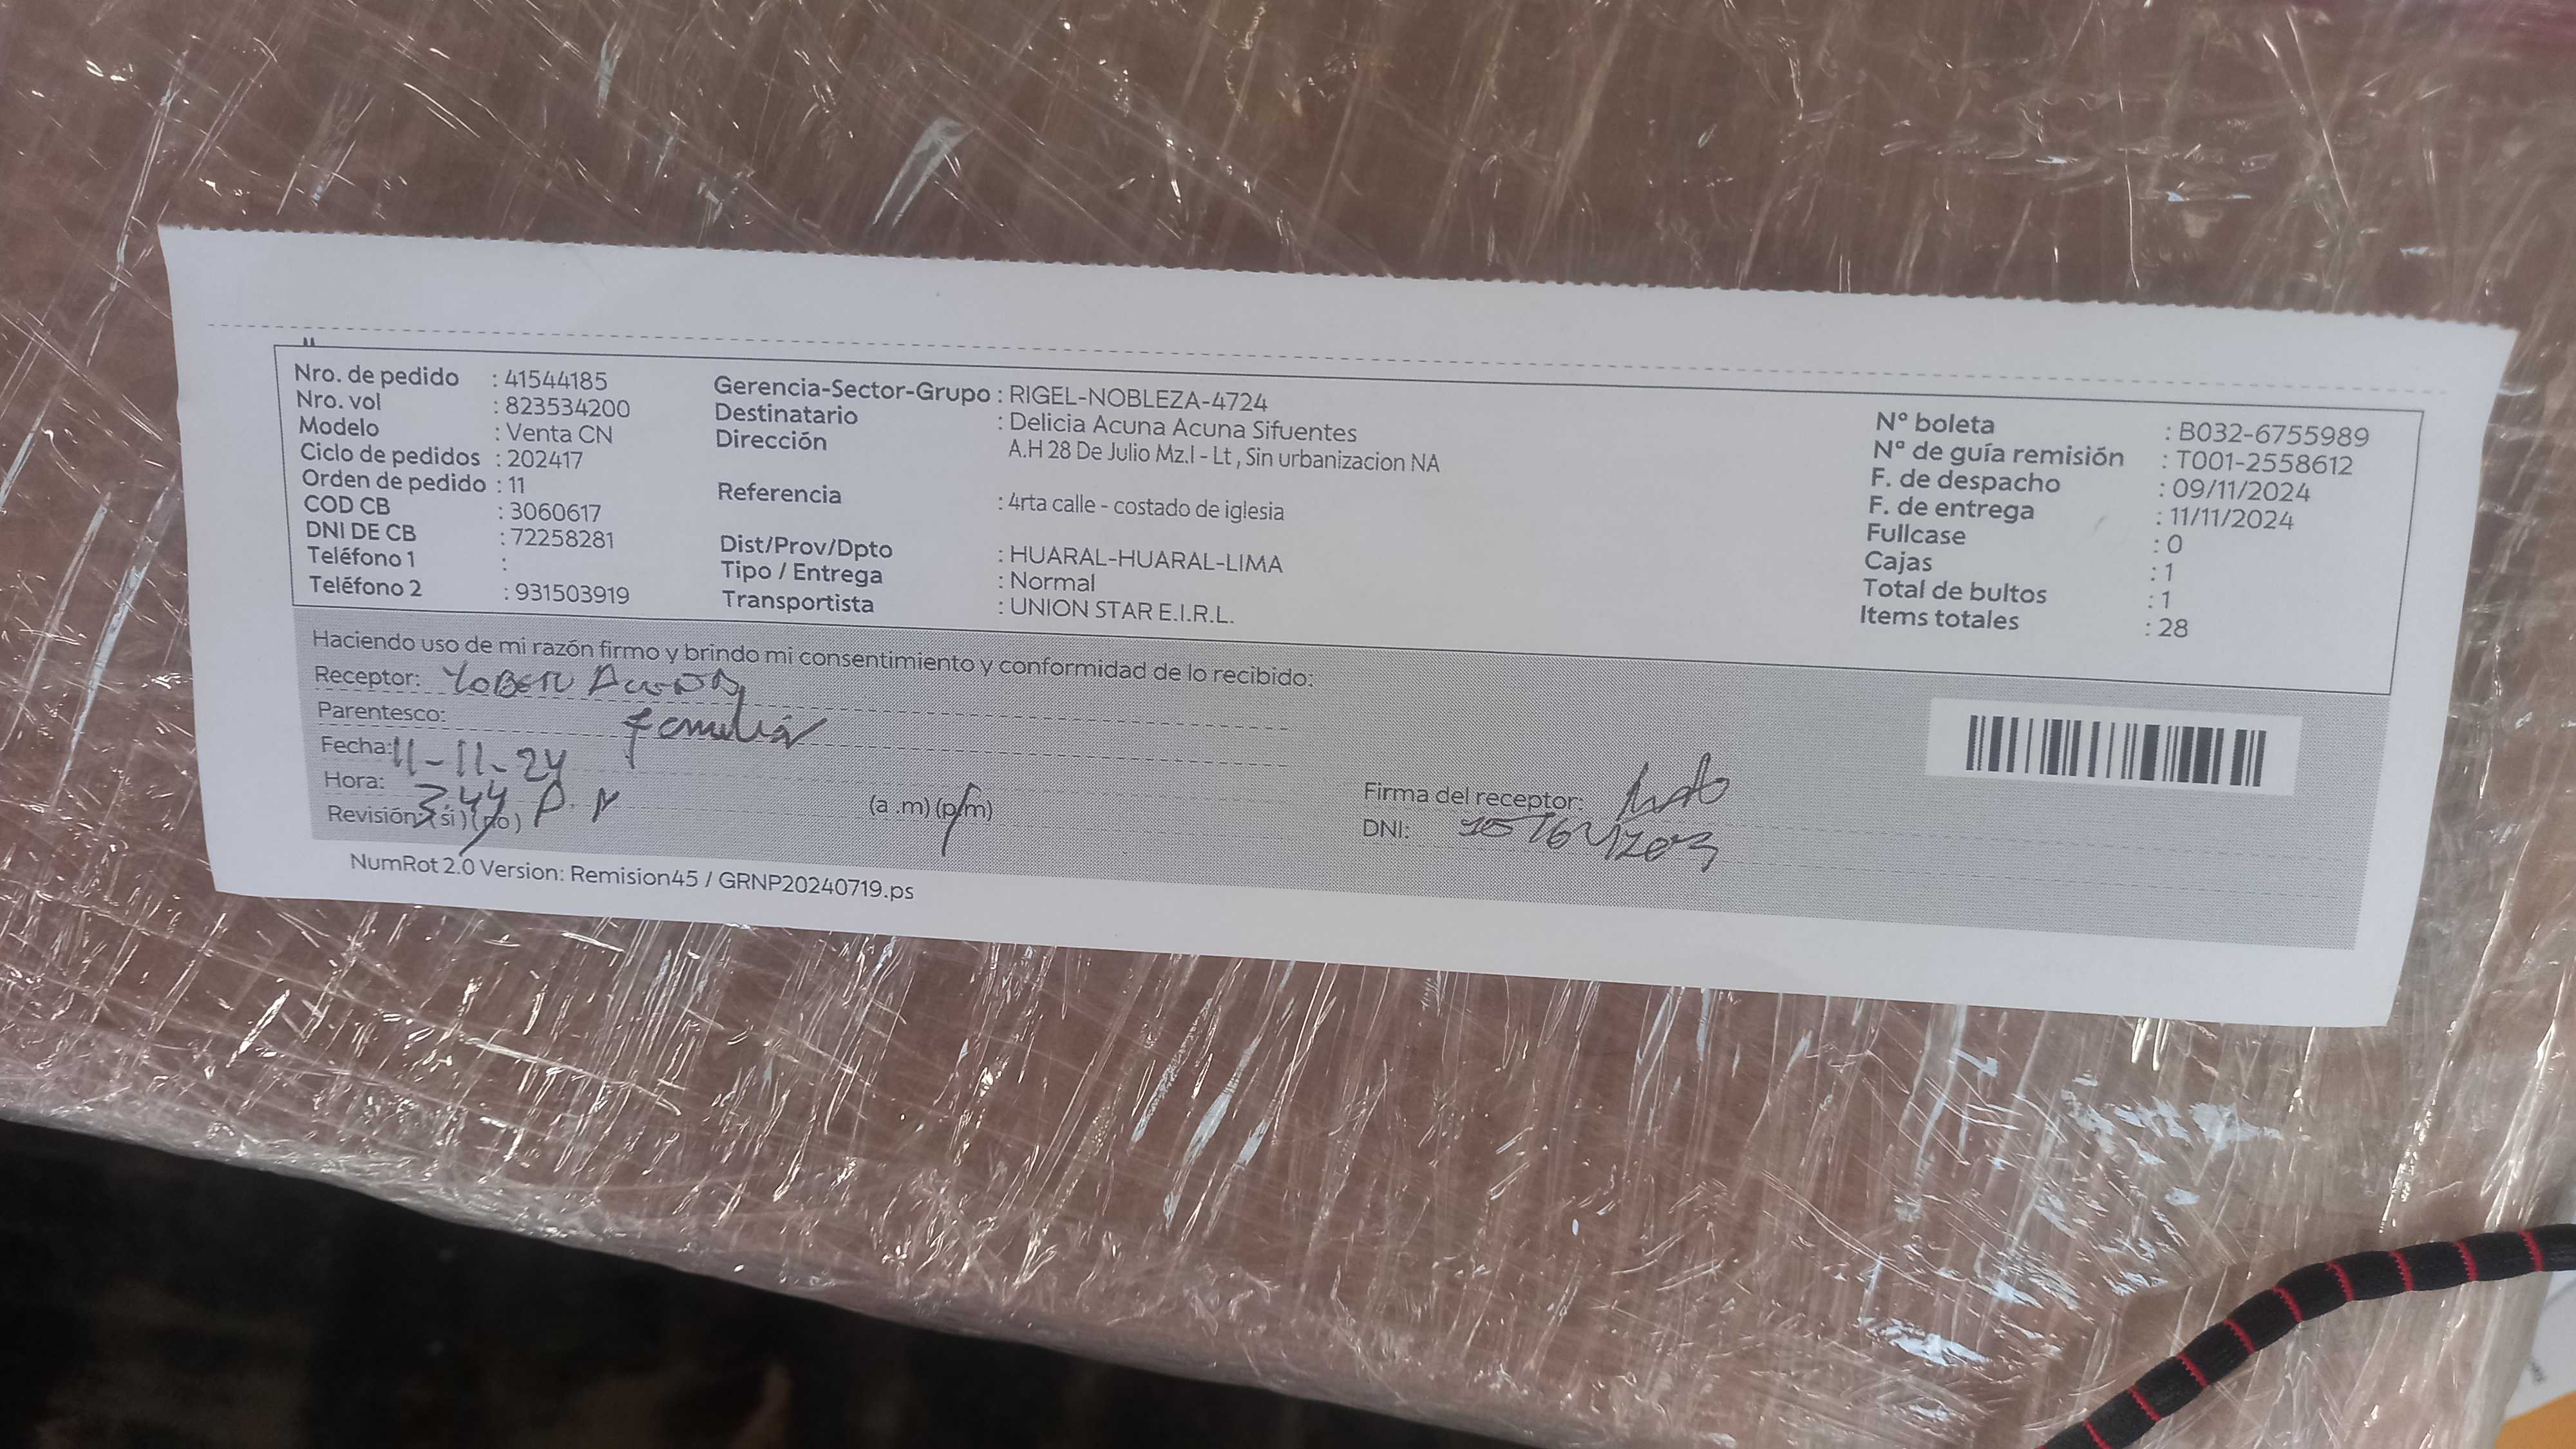 Nro. de pedido : 41544185
Nro. vol : 823534200
Modelo : Venta CN
Ciclo de pedidos : 202417
Orden de pedido : 11
COD CB : 3060617
DNI DE CB : 72258281
Teléfono 1 :
Teléfono 2 : 931503919
Gerencia-Sector-Grupo : RIGEL-NOBLEZA-4724
Destinatario : Delicia Acuna Acuna Sifuentes
Dirección A.H 28 De Julio Mz.I - Lt , Sin urbanizacion NA
Referencia : 4rta calle - costado de iglesia
Dist/Prov/Dpto : HUARAL-HUARAL-LIMA
Tipo / Entrega : Normal
Transportista : UNION STAR E.I.R.L.
N° boleta : B032-6755989
N° de guía remisión : T001-2558612
F. de despacho : 09/11/2024
F. de entrega : 11/11/2024
Fullcase : 0
Cajas : 1
Total de bultos : 1
Items totales : 28
Haciendo uso de mi razón firmo y brindo mi consentimiento y conformidad de lo recibido:
Receptor:
Parentesco: familiar
Fecha: 11-11-24
Hora: 3:44 (a .m) (p.m)
Revisión: (si) (no)
Firma del receptor:
DNI:
NumRot 2.0 Version: Remision45 / GRNP20240719.ps